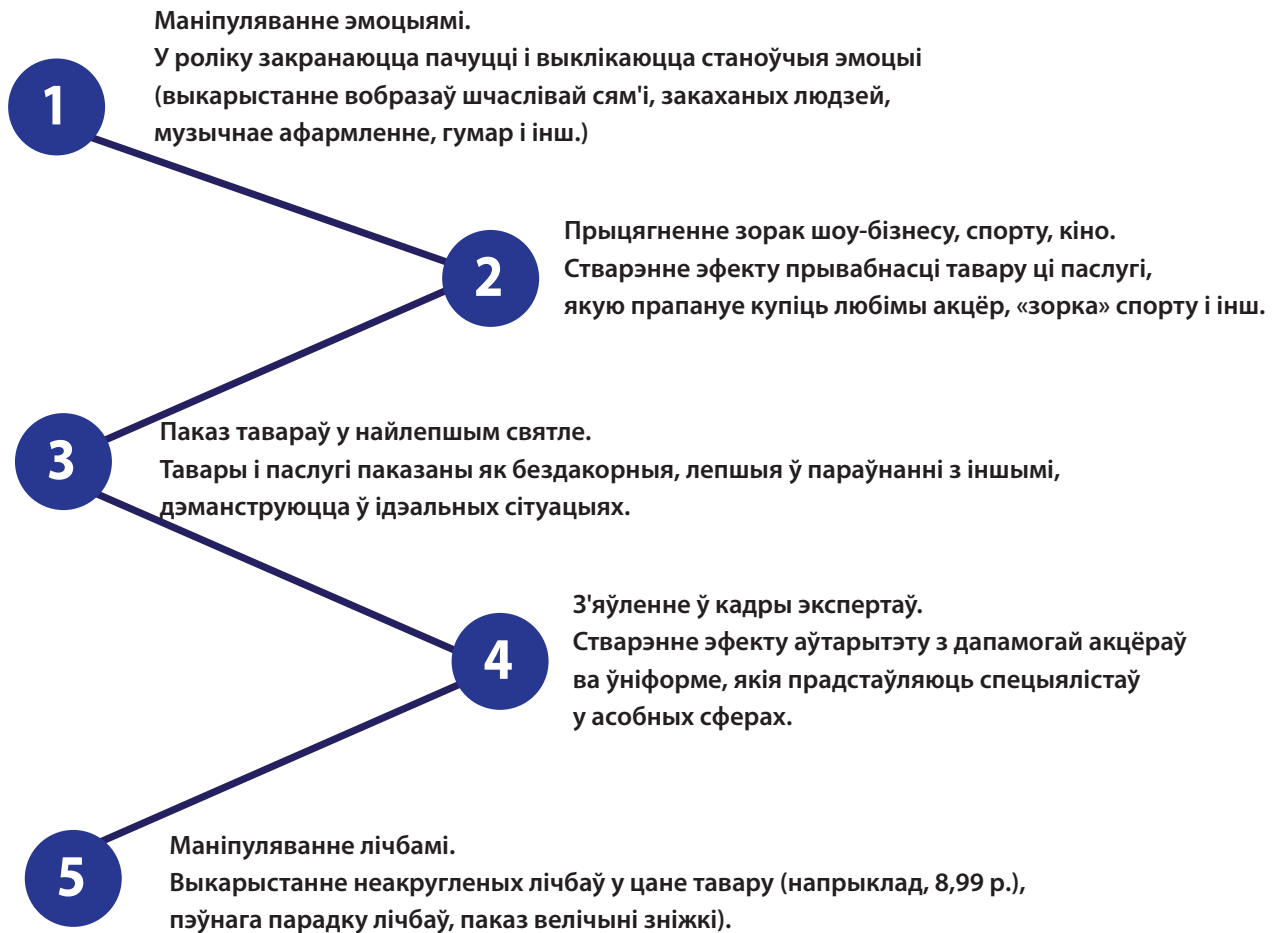 1
Маніпуляванне эмоцыямі.
У роліку закранаюцца пачуцці і выклікаюцца станоўчыя эмоцыі
(выкарыстанне вобразаў шчаслівай сям'і, закаханых людзей,
музычнае афармленне, гумар і інш.)
2
Прыцягненне зорак шоу-бізнесу, спорту, кіно.
Стварэнне эфекту прывабнасці тавару ці паслугі,
якую прапануе купіць любімы акцёр, «зорка» спорту і інш.
3
Паказ тавараў у найлепшым святле.
Тавары і паслугі паказаны як бездакорныя, лепшыя ў параўнанні з іншымі,
дэманструюцца ў ідэальных сітуацыях.
4
З'яўленне ў кадры экспертаў.
Стварэнне эфекту аўтарытэту з дапамогай акцёраў
ва ўніформе, якія прадстаўляюць спецыялістаў
у асобных сферах.
5
Маніпуляванне лічбамі.
Выкарыстанне неакругленых лічбаў у цане тавару (напрыклад, 8,99 р.),
пэўнага парадку лічбаў, паказ велічыні зніжкі).